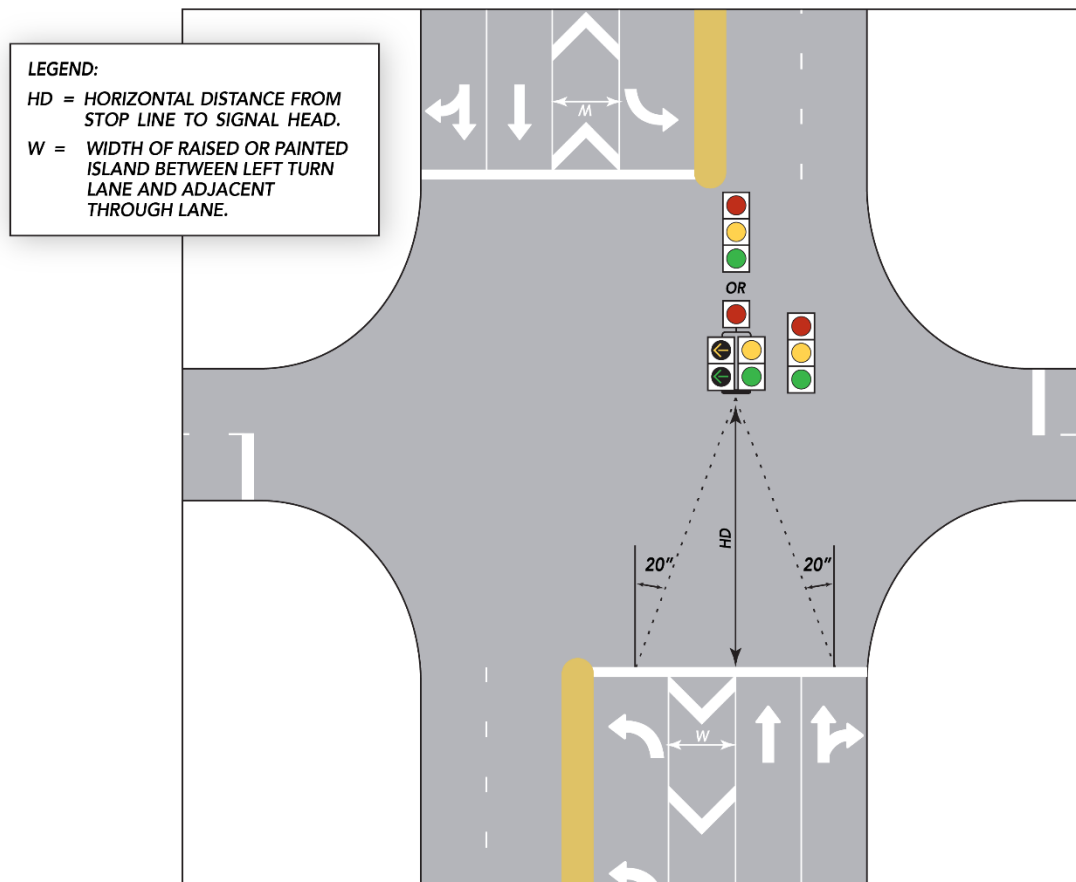 LEGEND:
HD = HORIZONTAL DISTANCE FROM
STOP LINE TO SIGNAL HEAD.
W = WIDTH OF RAISED OR PAINTED
ISLAND BETWEEN LEFT TURN
LANE AND ADJACENT
THROUGH LANE.
W
OR
HD
20″
20″
W